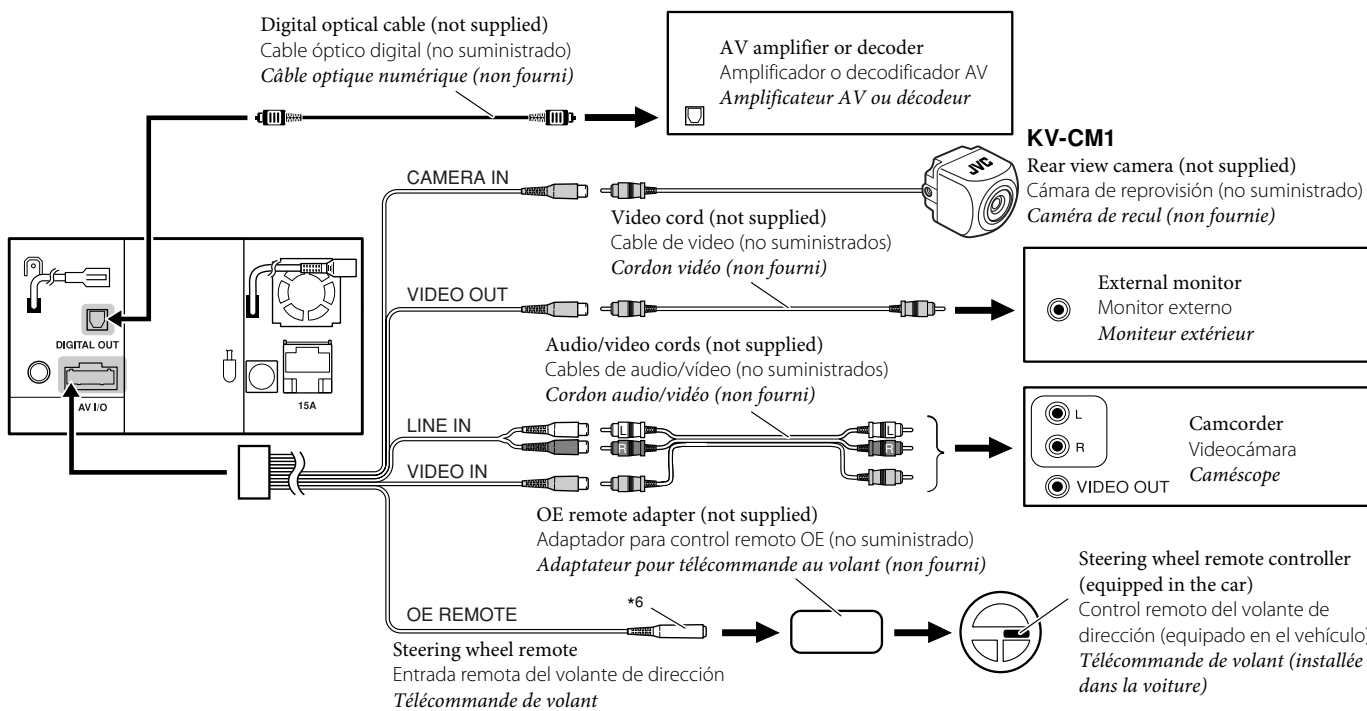 Digital optical cable (not supplied)
Cable óptico digital (no suministrado)
Câble optique numérique (non fourni)
AV amplifier or decoder
Amplificador o decodificador AV
Amplificateur AV ou décodeur
KV-CM1
Rear view camera (not supplied)
Cámara de reprovisión (no suministrado)
Caméra de recul (non fournie)
JVC
CAMERA IN
Video cord (not supplied)
Cable de video (no suministrados)
Cordon vidéo (non fourni)
VIDEO OUT
External monitor
Monitor externo
Moniteur extérieur
DIGITAL OUT
AV I/O
15A
Audio/video cords (not supplied)
Cables de audio/vídeo (no suministrados)
Cordon audio/vidéo (non fourni)
LINE IN
L
R
L
R
VIDEO IN
L
R
VIDEO OUT
Camcorder
Videocámara
Caméscope
OE remote adapter (not supplied)
Adaptador para control remoto OE (no suministrado)
Adaptateur pour télécommande au volant (non fourni)
OE REMOTE
*6
Steering wheel remote
Entrada remota del volante de dirección
Télécommande de volant
Steering wheel remote controller
(equipped in the car)
Control remoto del volante de
dirección (equipado en el vehículo)
Télécommande de volant (installée
dans la voiture)